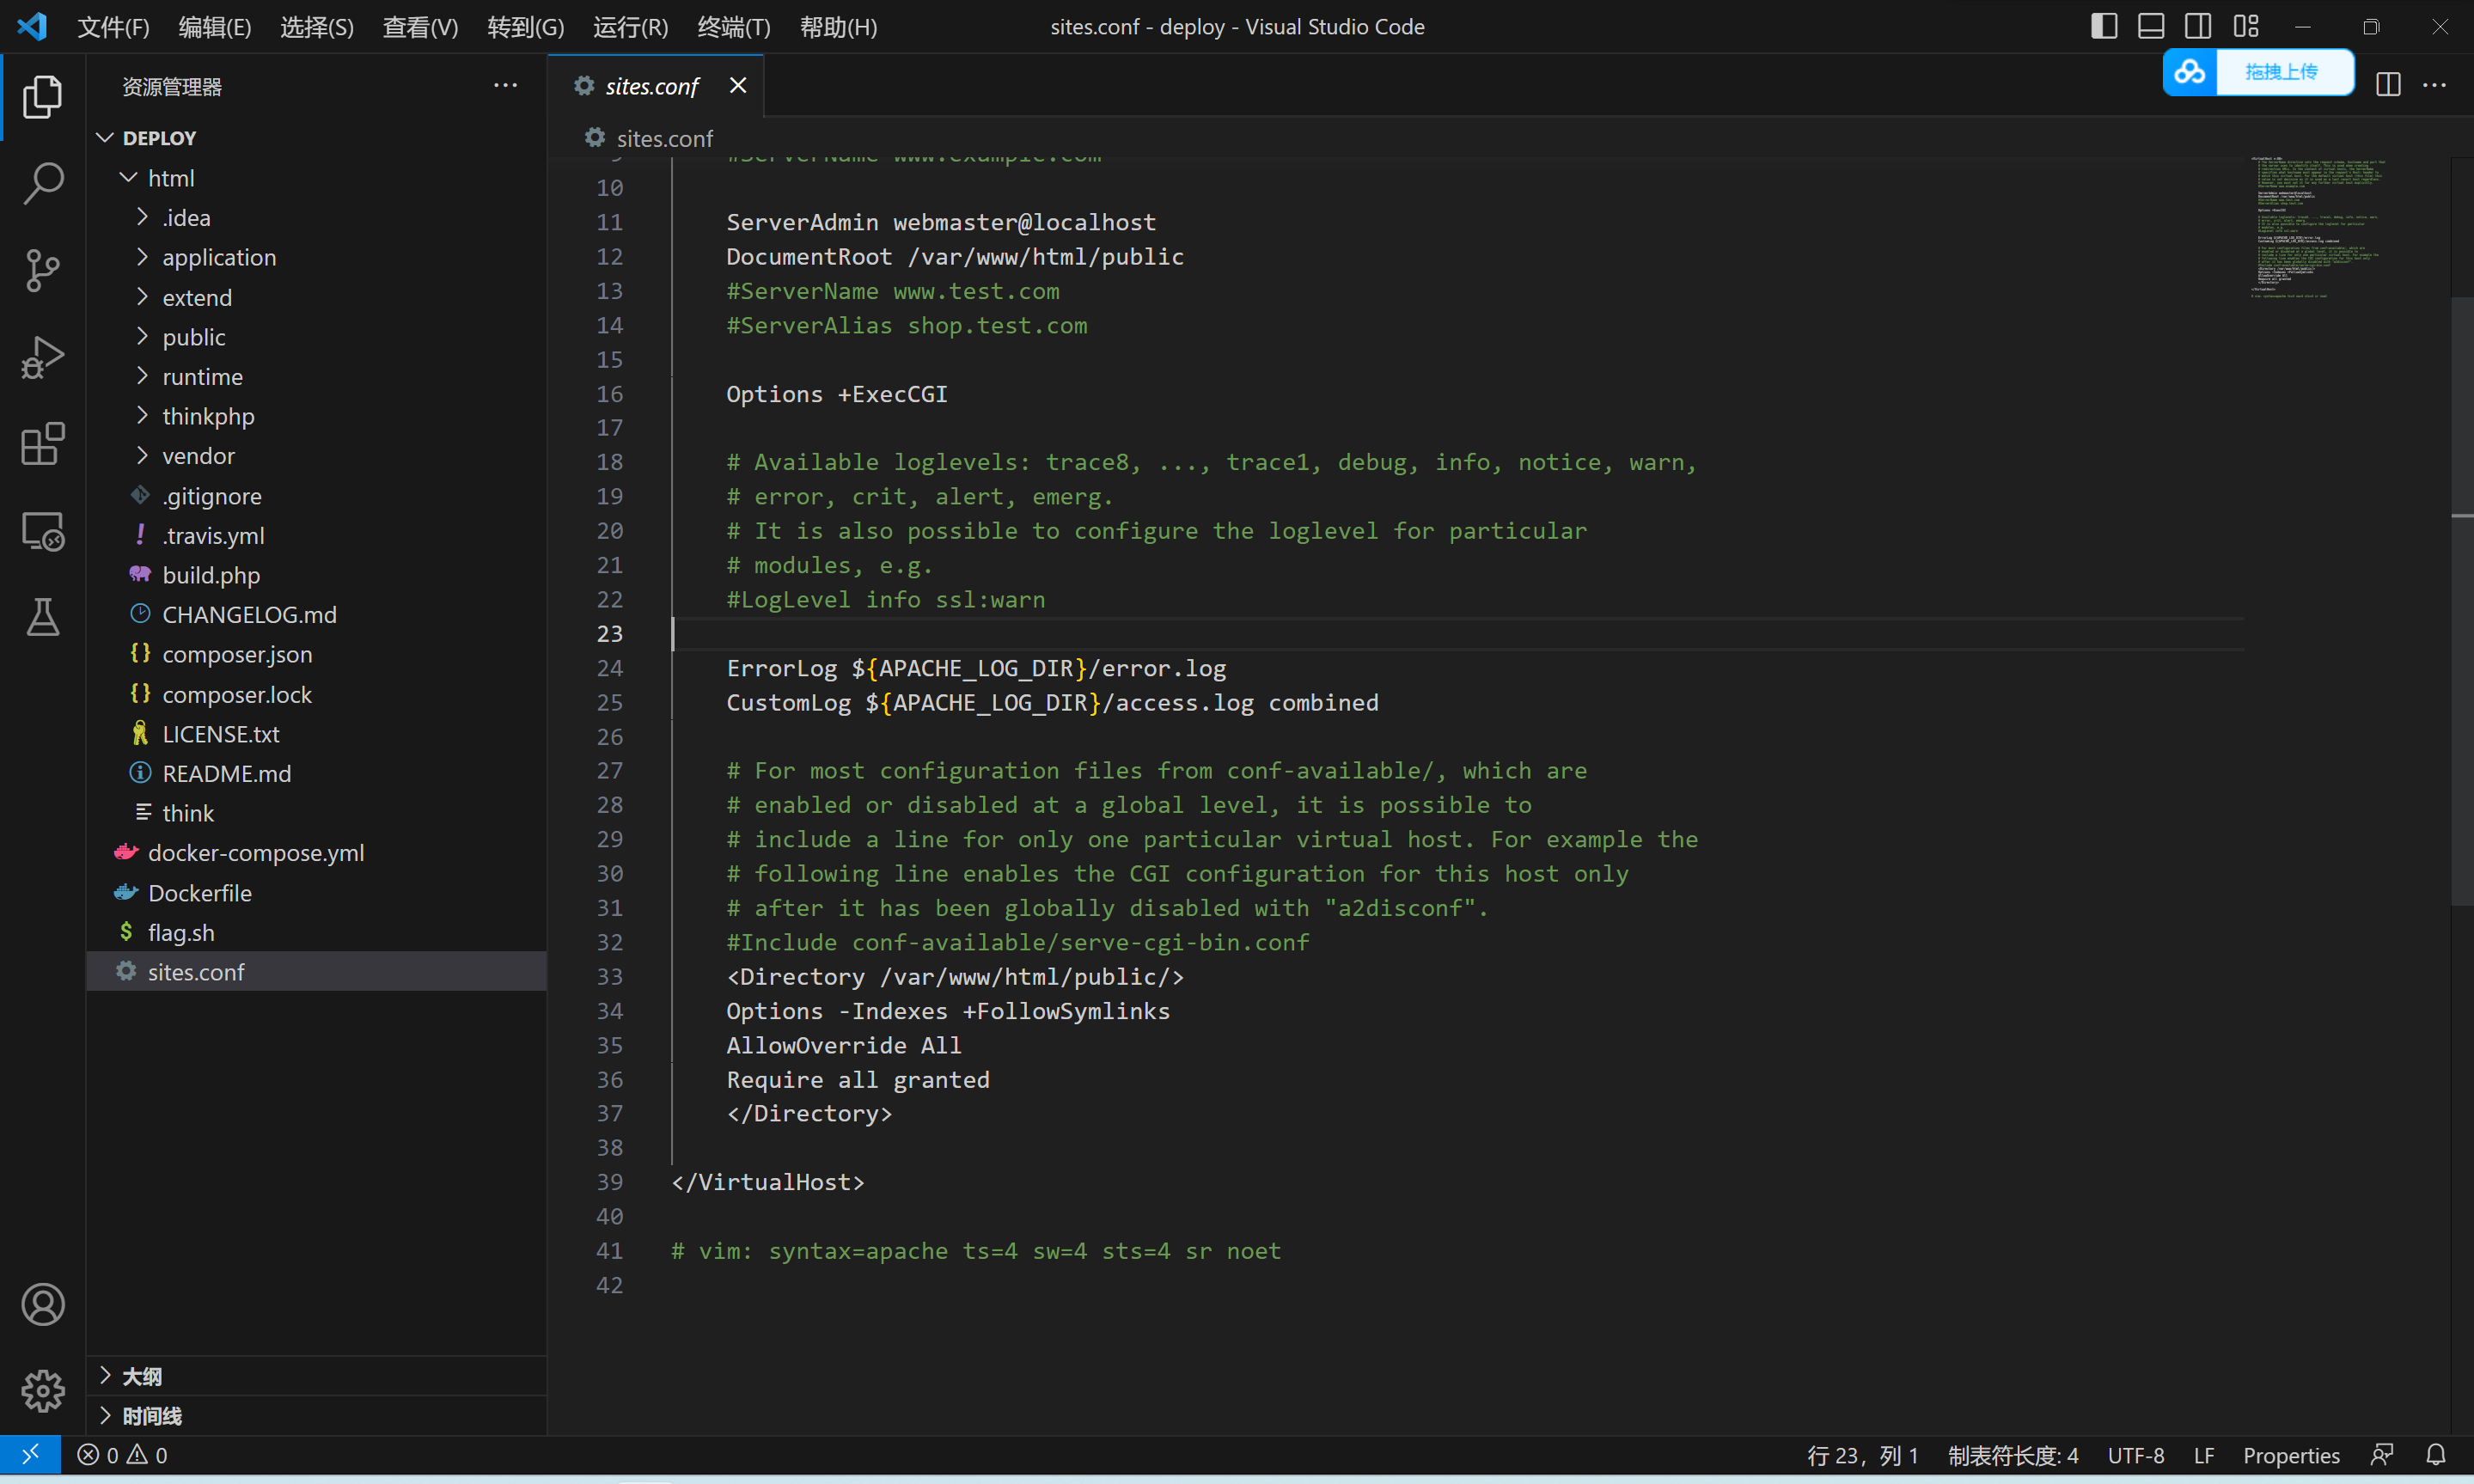 文件(F) 编辑(E) 选择(S) 查看(V) 转到(G) 运行(R) 终端(T) 帮助(H)
sites.conf - deploy - Visual Studio Code
拖拽上传
资源管理器
DEPLOY
html
.idea
application
extend
public
runtime
thinkphp
vendor
.gitignore
.travis.yml
build.php
CHANGELOG.md
composer.json
composer.lock
LICENSE.txt
README.md
think
docker-compose.yml
Dockerfile
flag.sh
sites.conf
大纲
时间线
sites.conf
sites.conf
9 #ServerName www.example.com
10
11 ServerAdmin webmaster@localhost
12 DocumentRoot /var/www/html/public
13 #ServerName www.test.com
14 #ServerAlias shop.test.com
15
16 Options +ExecCGI
17
18 # Available loglevels: trace8, ..., trace1, debug, info, notice, warn,
19 # error, crit, alert, emerg.
20 # It is also possible to configure the loglevel for particular
21 # modules, e.g.
22 #LogLevel info ssl:warn
23
24 ErrorLog ${APACHE_LOG_DIR}/error.log
25 CustomLog ${APACHE_LOG_DIR}/access.log combined
26
27 # For most configuration files from conf-available/, which are
28 # enabled or disabled at a global level, it is possible to
29 # include a line for only one particular virtual host. For example the
30 # following line enables the CGI configuration for this host only
31 # after it has been globally disabled with "a2disconf".
32 #Include conf-available/serve-cgi-bin.conf
33 <Directory /var/www/html/public/>
34 Options -Indexes +FollowSymlinks
35 AllowOverride All
36 Require all granted
37 </Directory>
38
39 </VirtualHost>
40
41 # vim: syntax=apache ts=4 sw=4 sts=4 sr noet
42
0 0
行 23，列 1 制表符长度: 4 UTF-8 LF Properties